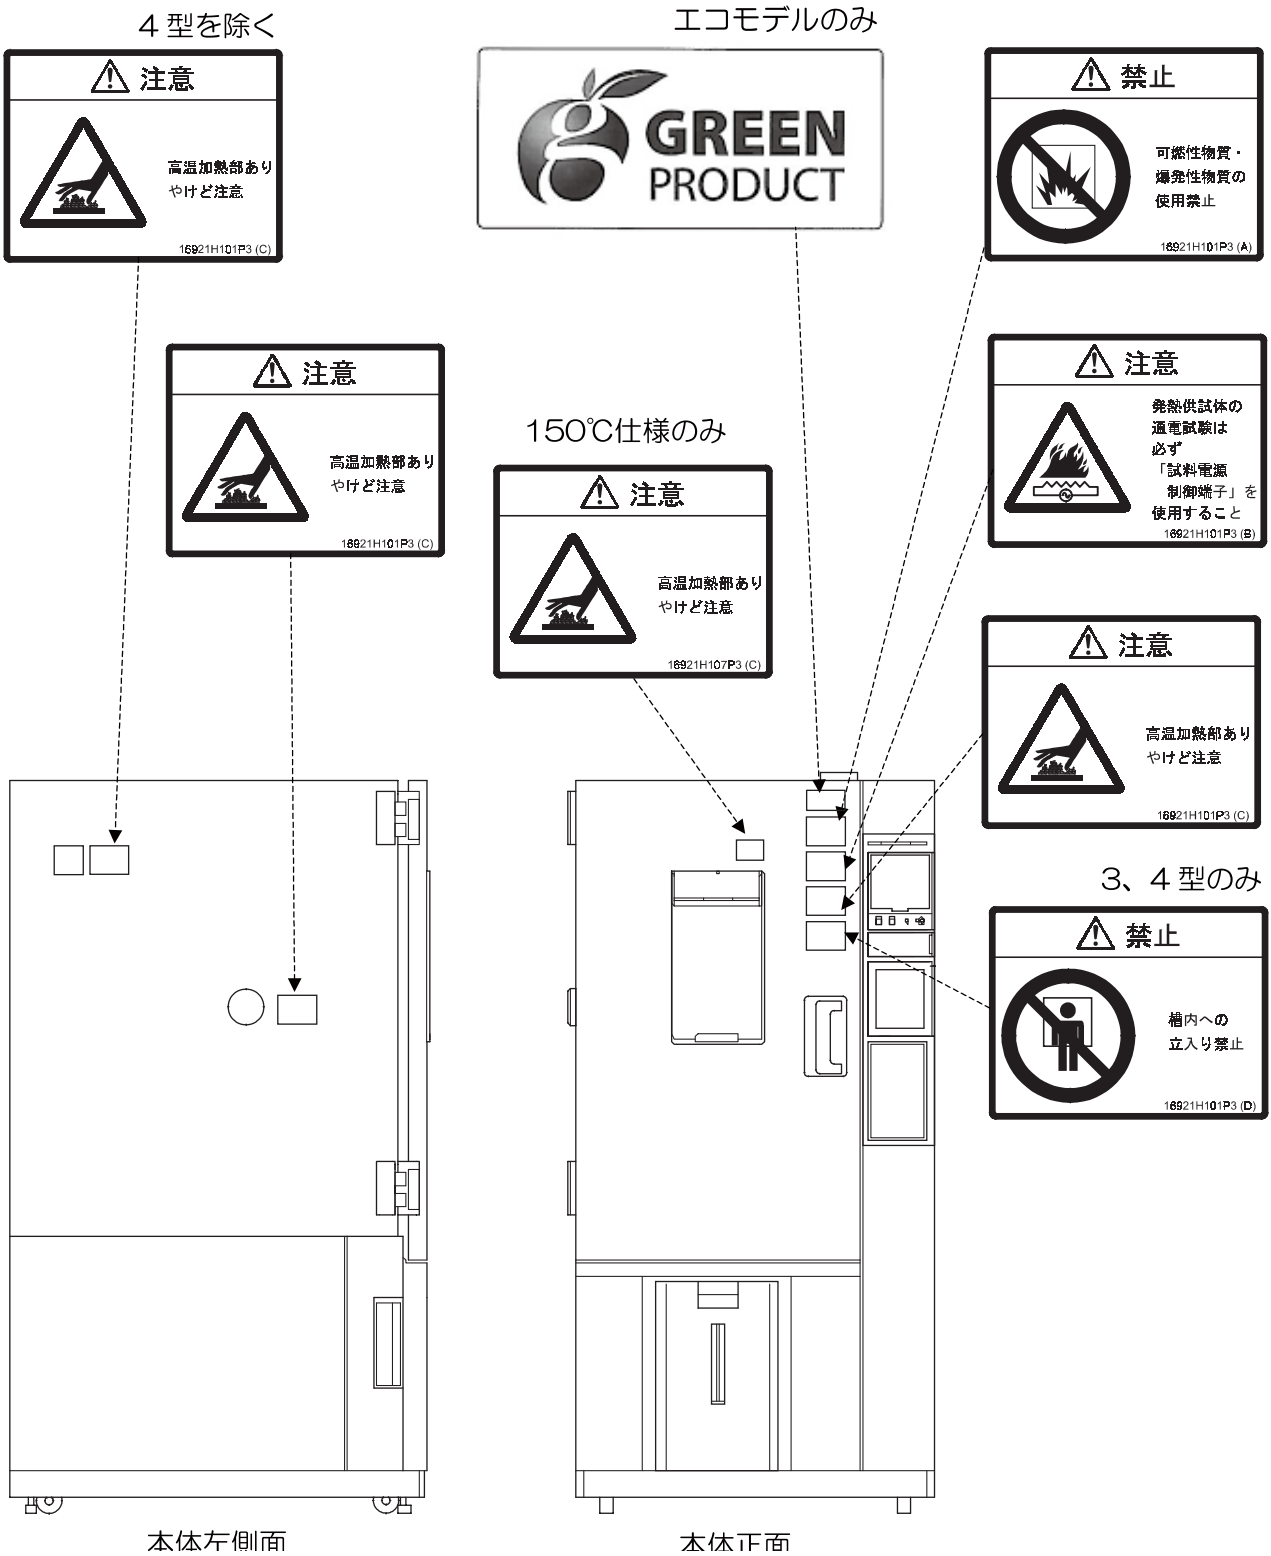 4 型を除く
注意
高温加熱部あり
やけど注意
16921H101P3 (C)
注意
高温加熱部あり
やけど注意
16921H101P3 (C)
エコモデルのみ
GREEN
PRODUCT
150℃仕様のみ
注意
高温加熱部あり
やけど注意
16921H107P3 (C)
禁止
可燃性物質・
爆発性物質の
使用禁止
16921H101P3 (A)
注意
発熱供試体の
通電試験は
必ず
「試料電源
制御端子」を
使用すること
16921H101P3 (B)
注意
高温加熱部あり
やけど注意
16921H101P3 (C)
3、4 型のみ
禁止
槽内への
立入り禁止
16921H101P3 (D)
本体左側面
本体正面